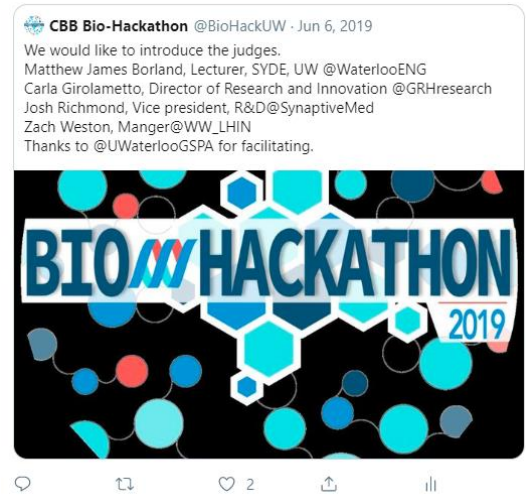 CBB Bio-Hackathon @BioHackUW · Jun 6, 2019
We would like to introduce the judges.
Matthew James Borland, Lecturer, SYDE, UW @WaterlooENG
Carla Girolametto, Director of Research and Innovation @GRHresearch
Josh Richmond, Vice president, R&D@SynaptiveMed
Zach Weston, Manger@WW_LHIN
Thanks to @UWaterlooGSPA for facilitating.
BIO HACKATHON
2019
2